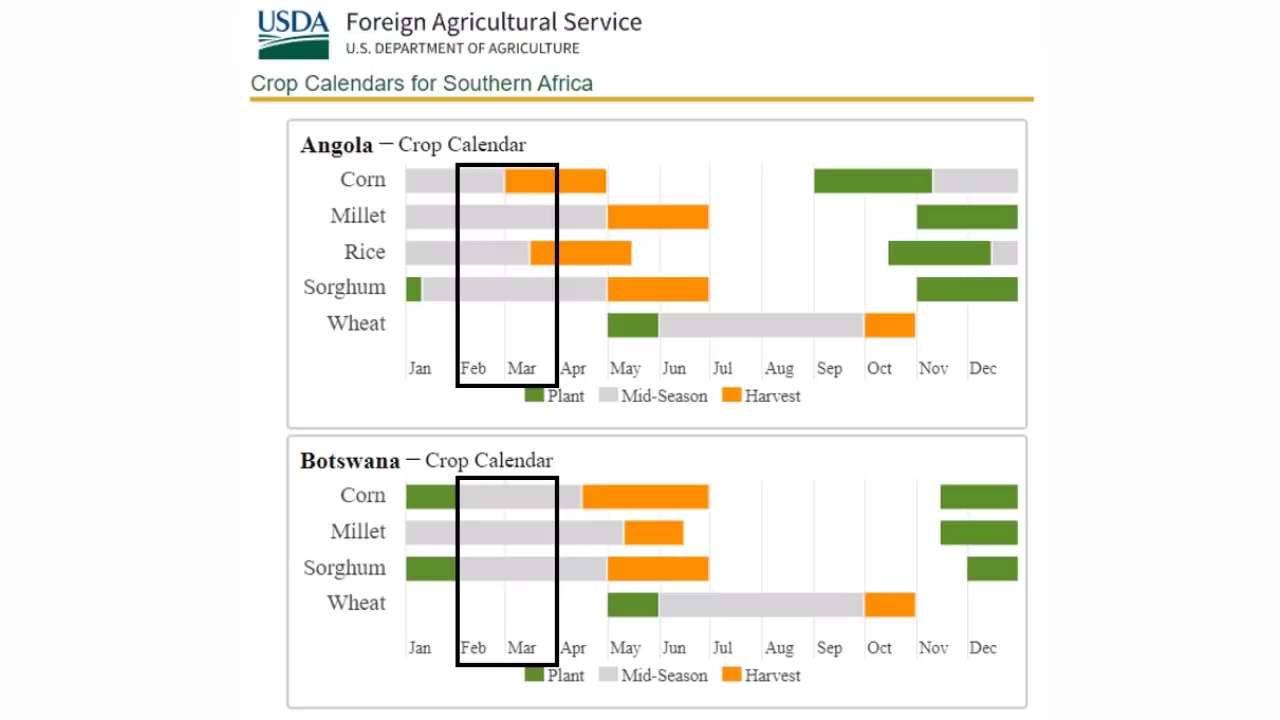 USDA Foreign Agricultural Service
U.S. DEPARTMENT OF AGRICULTURE
Crop Calendars for Southern Africa
Angola — Crop Calendar
Corn
Millet
Rice
Sorghum
Wheat
Jan Feb Mar Apr May Jun Jul Aug Sep Oct Nov Dec
Plant Mid-Season Harvest
Botswana — Crop Calendar
Corn
Millet
Sorghum
Wheat
Jan Feb Mar Apr May Jun Jul Aug Sep Oct Nov Dec
Plant Mid-Season Harvest